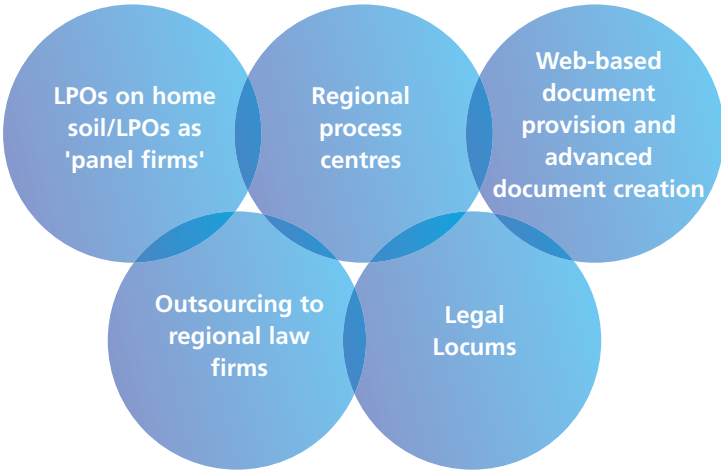 LPOs on home
soil/LPOs as
'panel firms'
Regional
process
centres
Web-based
document
provision and
advanced
document creation
Outsourcing to
regional law
firms
Legal
Locums